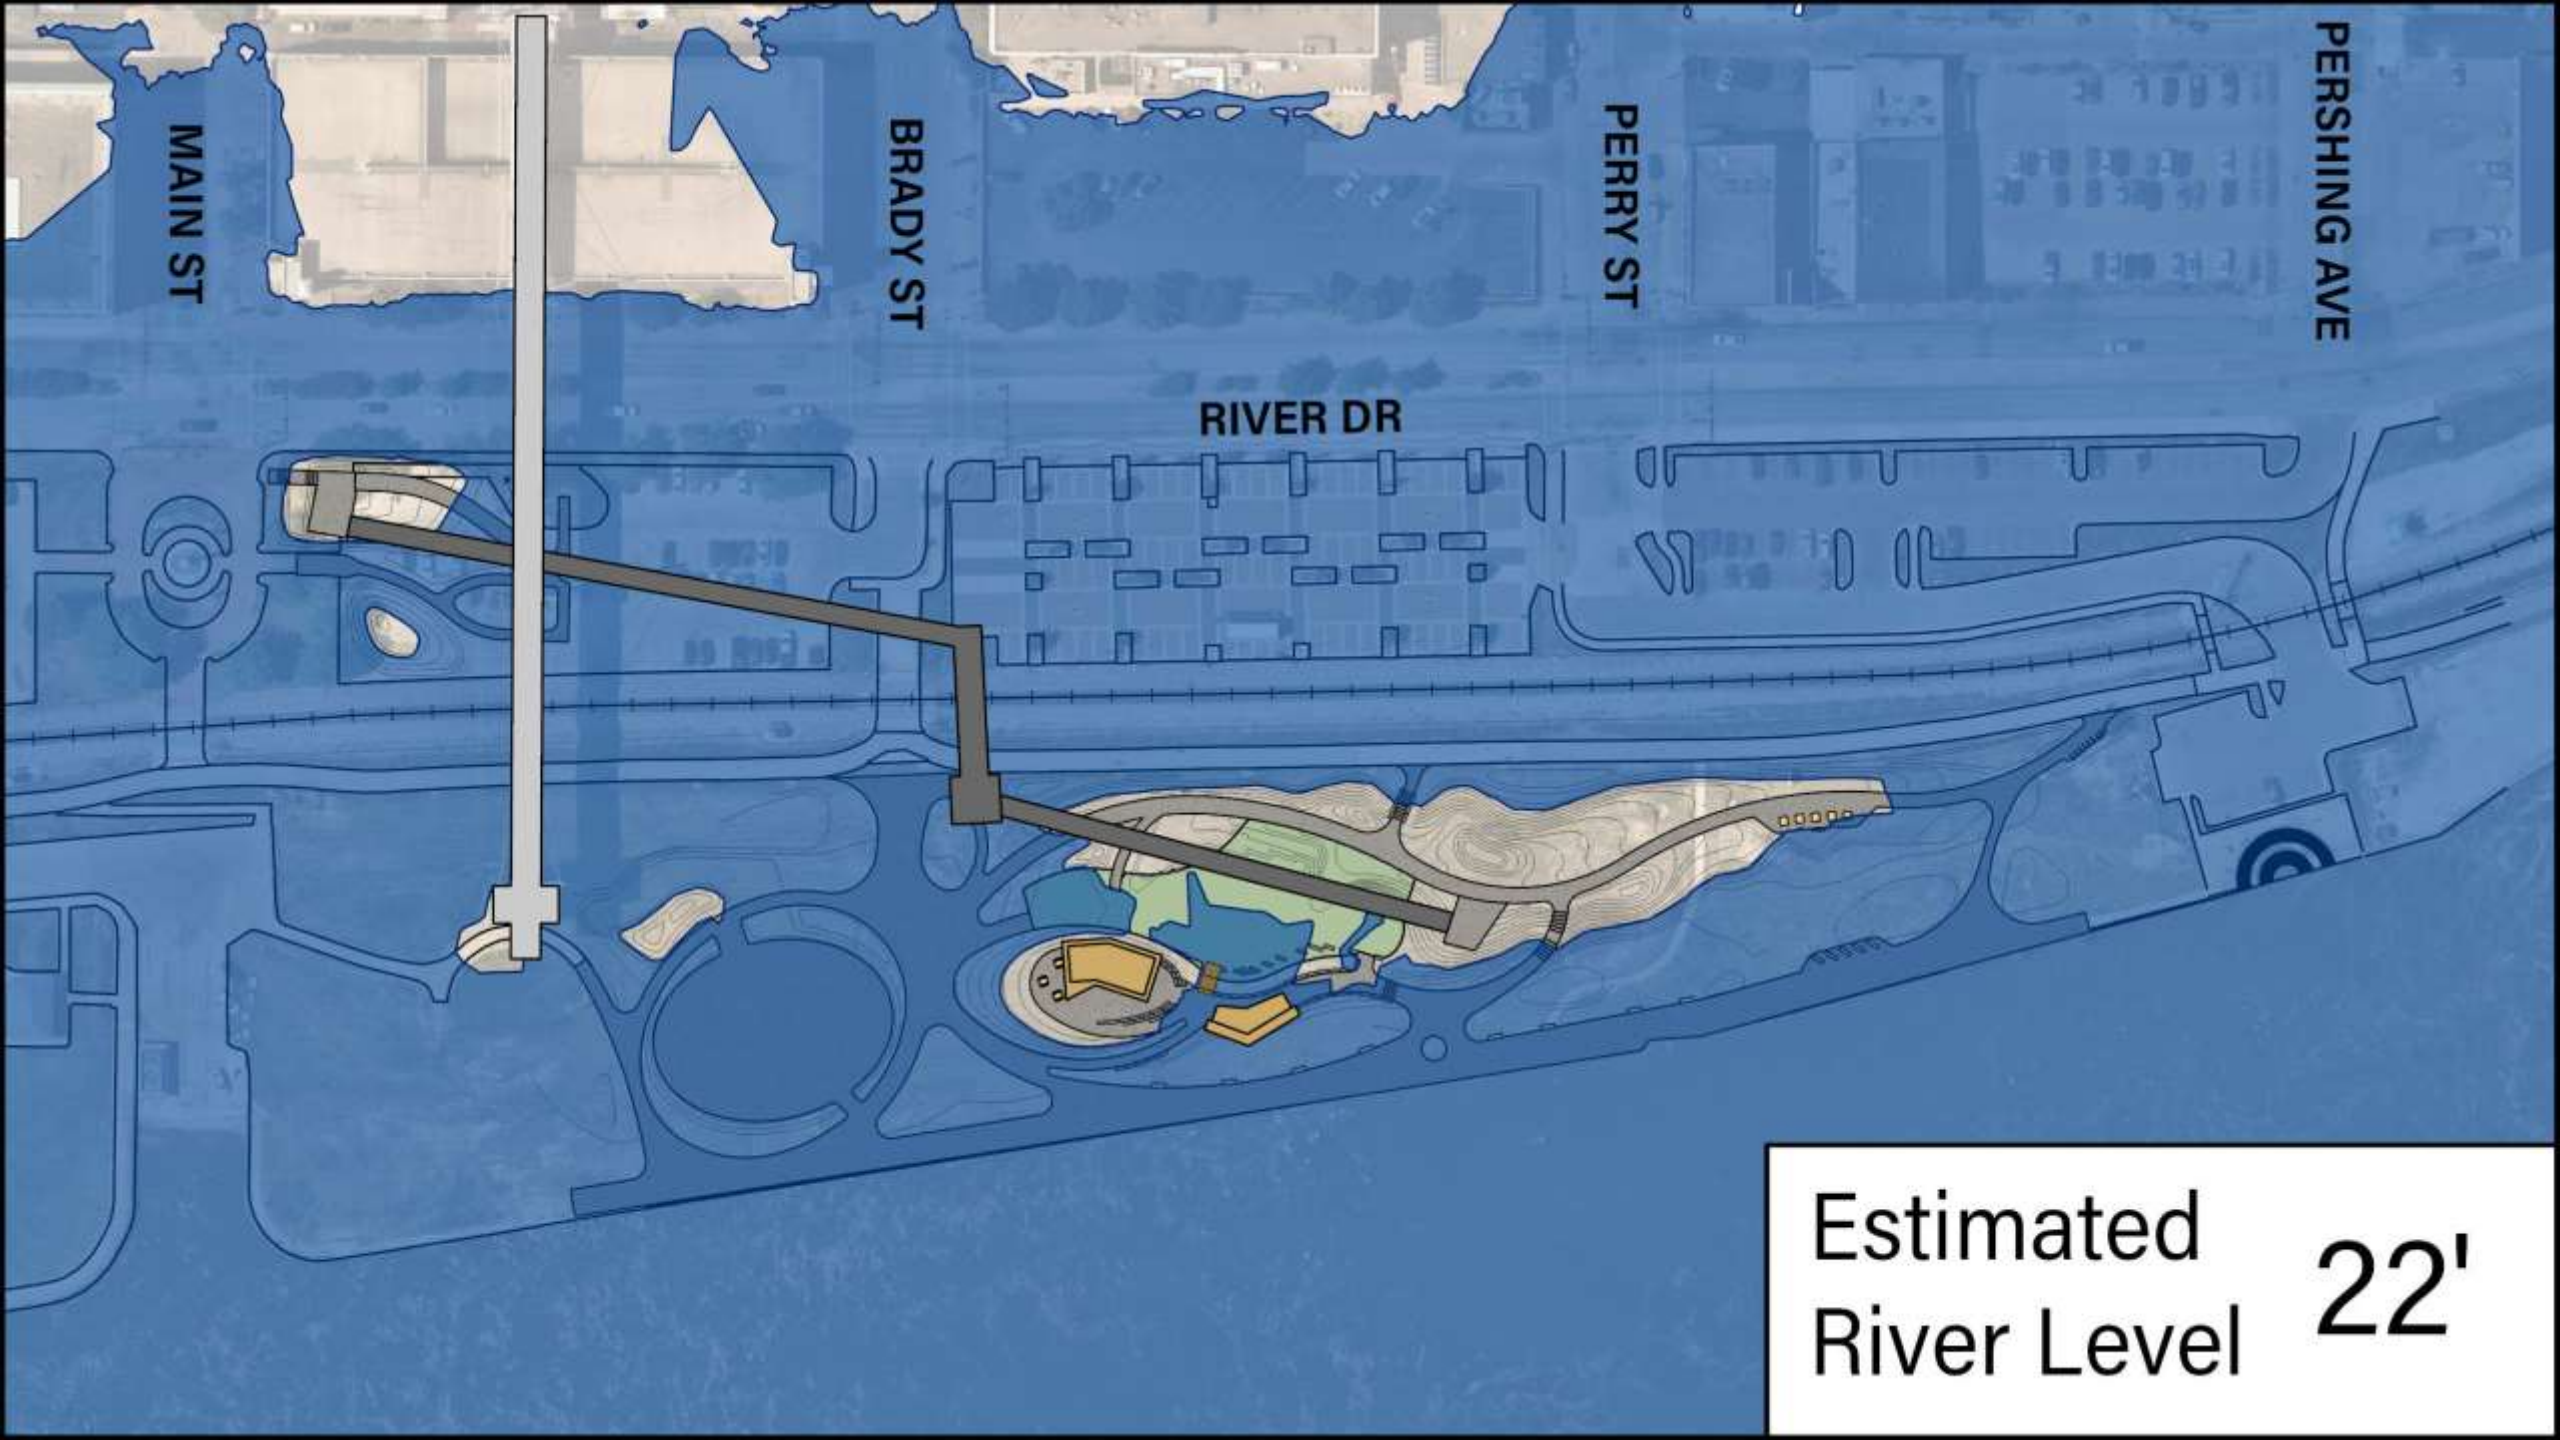 MAIN ST
BRADY ST
PERRY ST
PERSHING AVE
RIVER DR
Estimated
River Level
22'